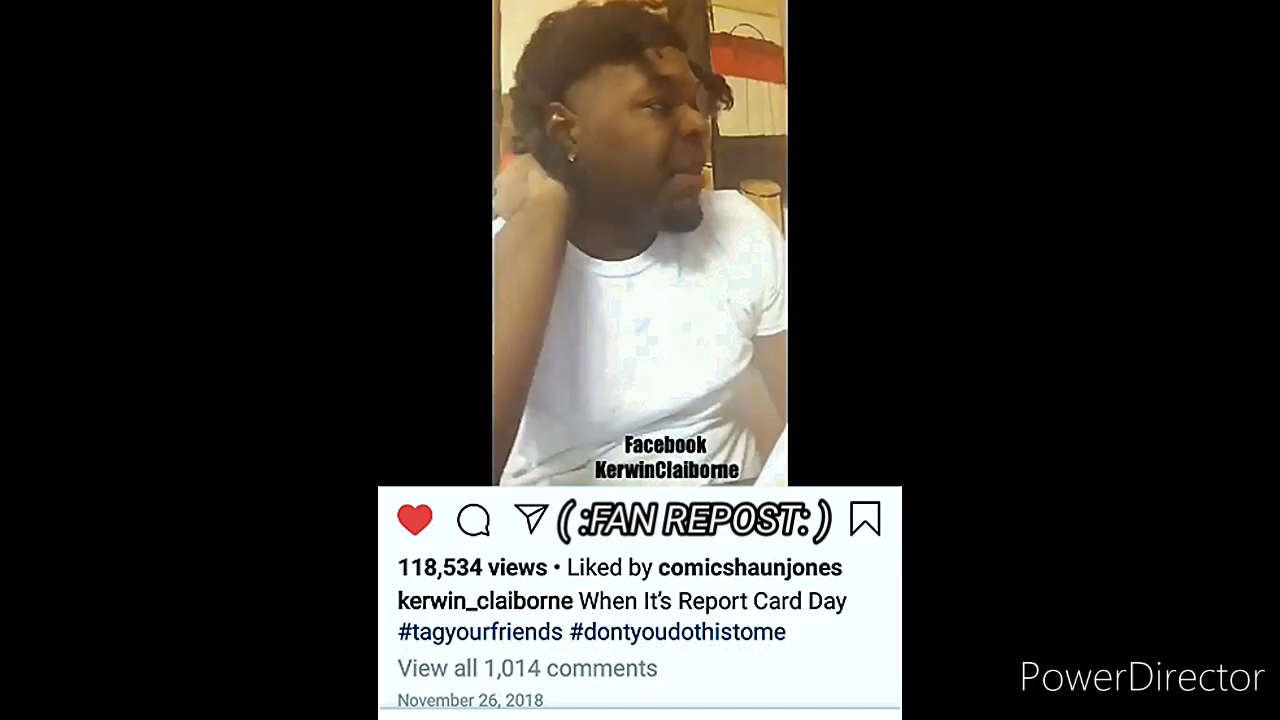 Facebook
KerwinClaiborne
( :FAN REPOST: )
118,534 views • Liked by comicshaunjones
kerwin_claiborne When It's Report Card Day
#tagyourfriends #dontyoudothistome
View all 1,014 comments
November 26, 2018
PowerDirector